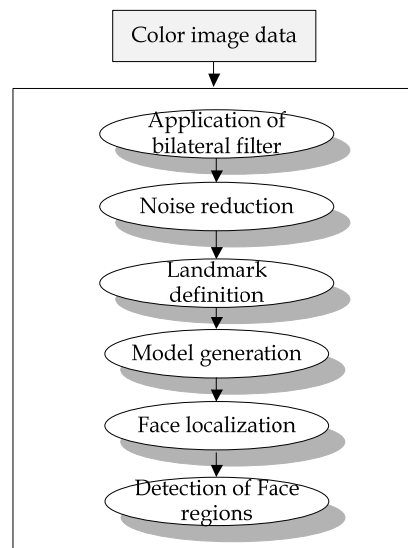 Color image data
Application of
bilateral filter
Noise reduction
Landmark
definition
Model generation
Face localization
Detection of Face
regions